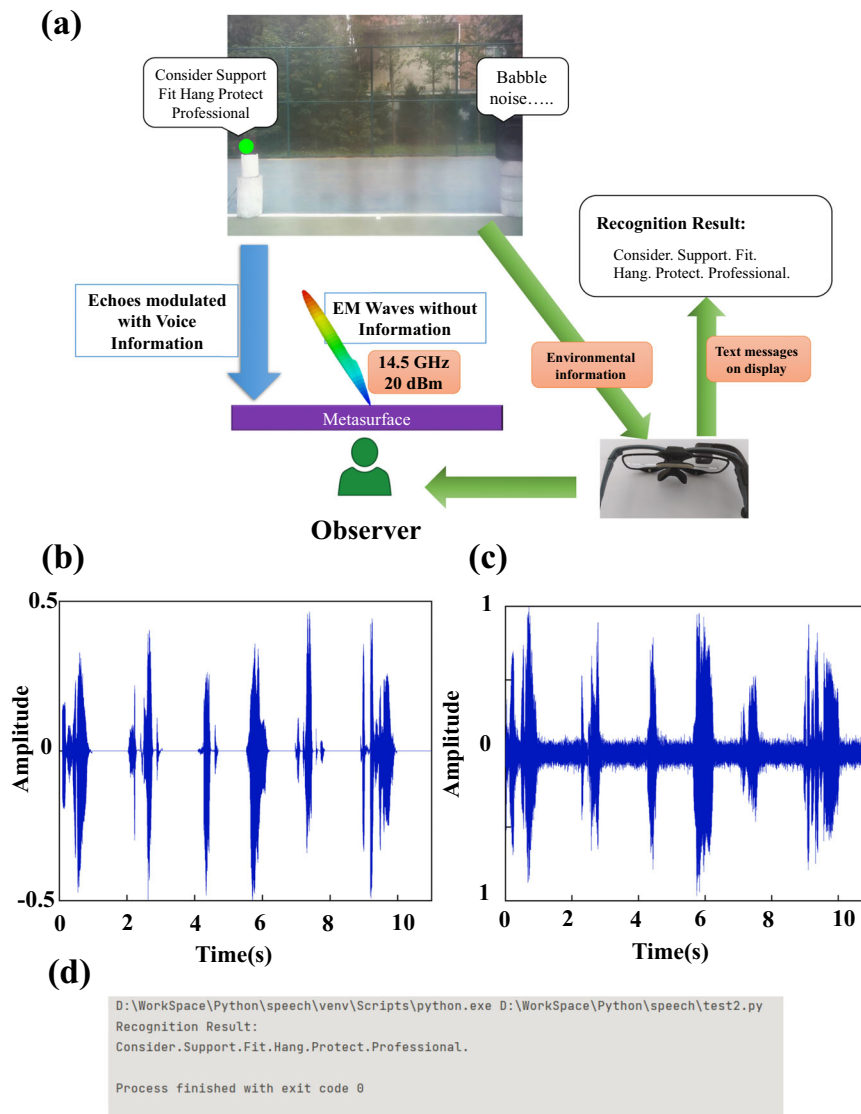 (a)
Consider Support
Fit Hang Protect
Professional
Babble
noise.....
Recognition Result:
Consider. Support. Fit.
Hang. Protect. Professional.
Echoes modulated
with Voice
Information
EM Waves without
Information
14.5 GHz
20 dBm
Environmental
information
Text messages
on display
Metasurface
Observer
(b)
0.5
0
-0.5
Amplitude
0
2
4
6
8
10
Time(s)
(c)
1
0
1
Amplitude
0
2
4
6
8
10
Time(s)
(d)
D:\WorkSpace\Python\speech\venv\Scripts\python.exe D:\WorkSpace\Python\speech\test2.py
Recognition Result:
Consider.Support.Fit.Hang.Protect.Professional.
Process finished with exit code 0